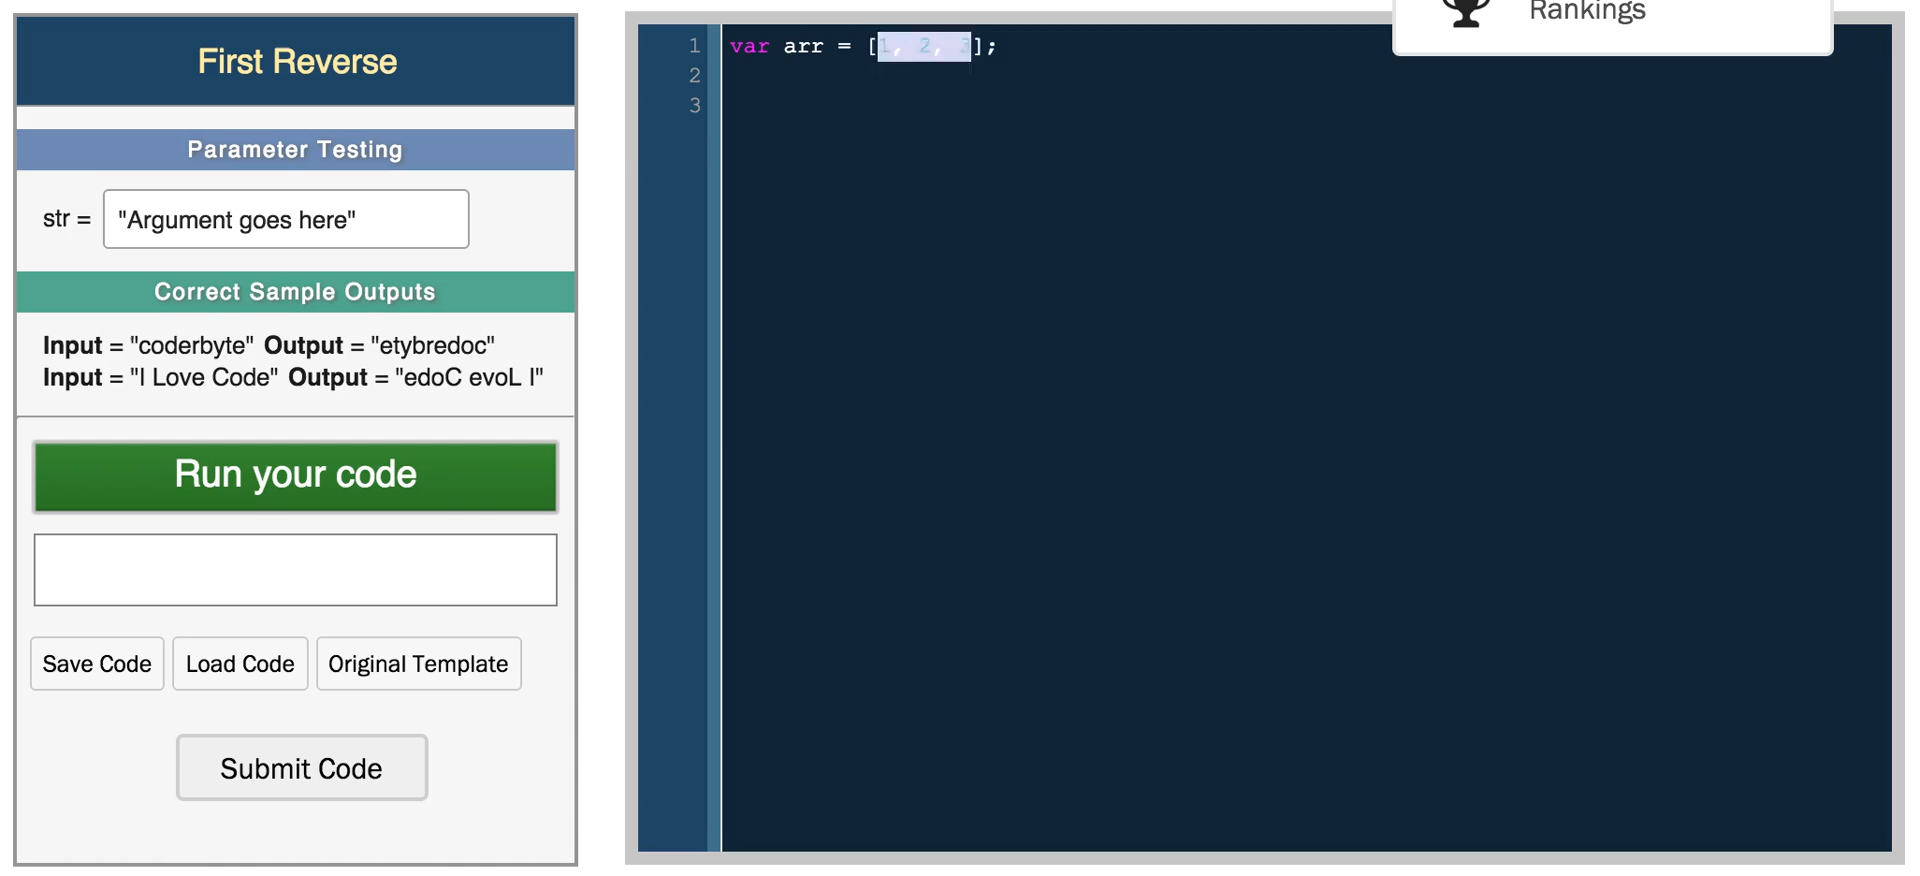 First Reverse
Parameter Testing
str = "Argument goes here"
Correct Sample Outputs
Input = "coderbyte" Output = "etybredoc"
Input = "I Love Code" Output = "edoC evoL I"
Run your code
Save Code Load Code Original Template
Submit Code
Rankings
1 var arr = [1, 2, 3];
2
3